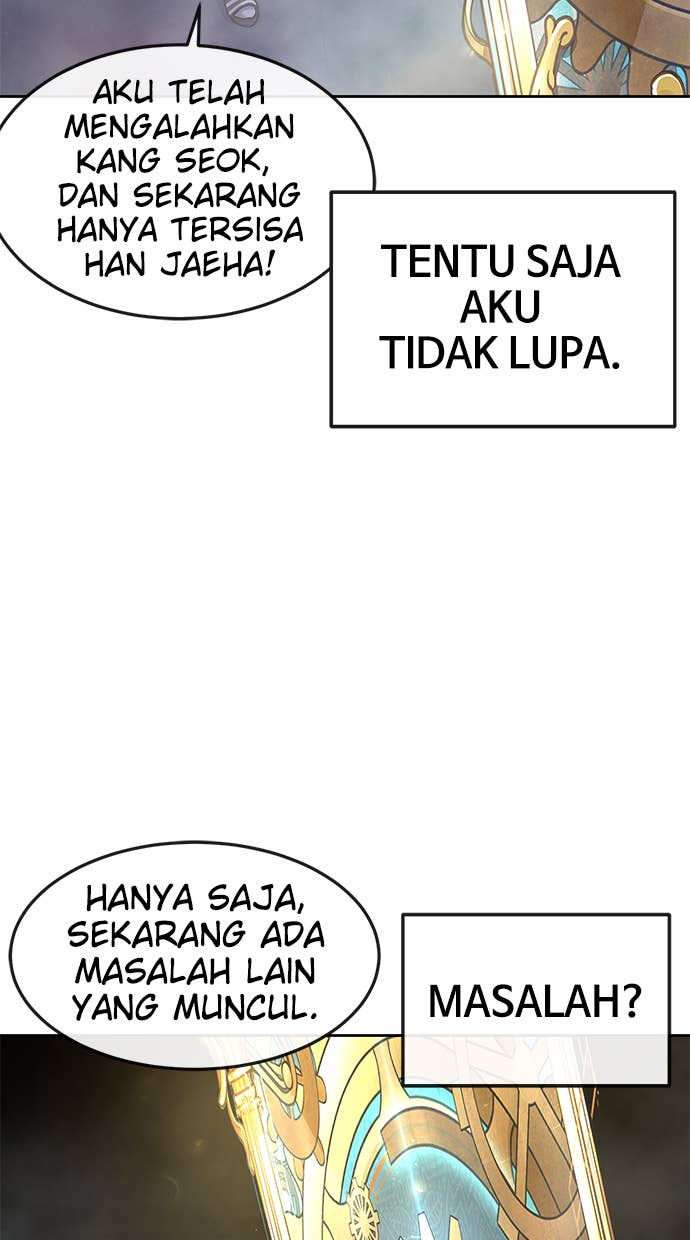 AKU TELAH
MENGALAHKAN
KANG SEOK,
DAN SEKARANG
HANYA TERSISA
HAN JAEHA!
TENTU SAJA
AKU
TIDAK LUPA.
HANYA SAJA,
SEKARANG ADA
MASALAH LAIN
YANG MUNCUL.
MASALAH?